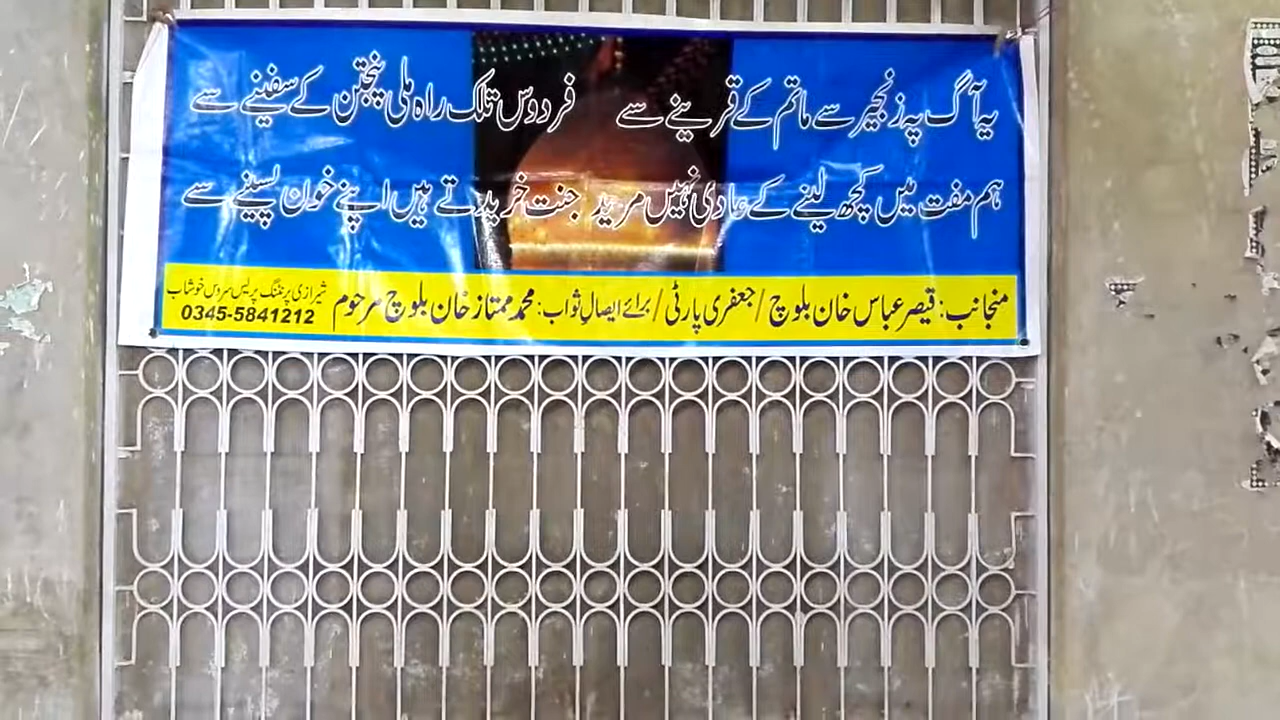 یہ آگ پہ زنجیر سے ماتم کے قرینے سے فردوس تلک راہ ملی پنجتن کے سفینے سے
ہم مفت میں کچھ لینے کے عادی نہیں مرید جنت خریدتے ہیں اپنے خون پسینے سے
منجانب: قیصر عباس خان بلوچ / جعفری پارٹی / برائے ایصالِ ثواب: محمد ممتاز خان بلوچ مرحوم
شیرازی پرنٹنگ پریس سروس خوشاب
0345-5841212